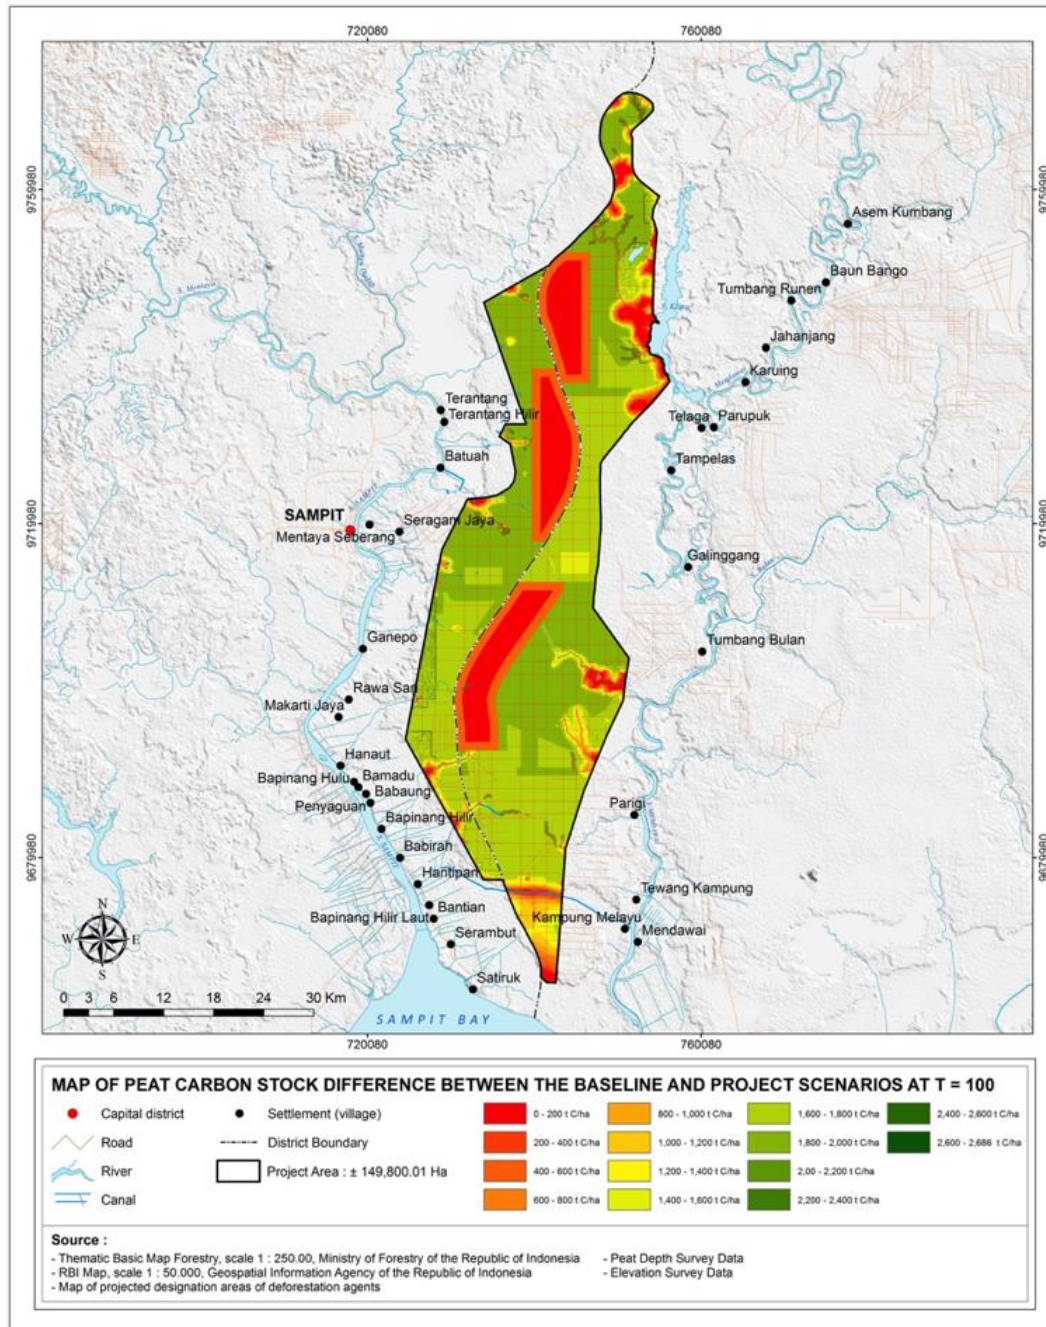 720080
760080
9759980
9759980
Asem Kumbang
Baun Bango
Tumbang Runen
S. Mentaya
Jahanjang
Karuing
Terantang
Terantang Hilir
Telaga
Parupuk
Batuah
Tampelas
SAMPIT
SAMPIT
Seragam Jaya
Mentaya Seberang
9719980
9719980
Galinggang
Ganepo
Tumbang Bulan
Rawa Sari
Makarti Jaya
Hanaut
Bapinang Hulu
Bamadu
Babaung
Penyaguan
Bapinang Hilir
Parigi
S. SAMPIT
Babirah
9679980
9679980
Hantipan
Tewang Kampung
Bantian
Bapinang Hilir Laut
Kampung Melayu
Serambut
Mendawai
N
W E
S
Satiruk
0 3 6 12 18 24 30 Km
SAMPIT BAY
720080
760080
MAP OF PEAT CARBON STOCK DIFFERENCE BETWEEN THE BASELINE AND PROJECT SCENARIOS AT T = 100
Capital district
Settlement (village)
Road
District Boundary
River
Project Area : ± 149,800.01 Ha
Canal
0 - 200 t C/ha
200 - 400 t C/ha
400 - 600 t C/ha
600 - 800 t C/ha
800 - 1,000 t C/ha
1,000 - 1,200 t C/ha
1,200 - 1,400 t C/ha
1,400 - 1,600 t C/ha
1,600 - 1,800 t C/ha
1,800 - 2,000 t C/ha
2,00 - 2,200 t C/ha
2,200 - 2,400 t C/ha
2,400 - 2,600 t C/ha
2,600 - 2,686 t C/ha
Source :
- Thematic Basic Map Forestry, scale 1 : 250.00, Ministry of Forestry of the Republic of Indonesia
- RBI Map, scale 1 : 50.000, Geospatial Information Agency of the Republic of Indonesia
- Map of projected designation areas of deforestation agents
- Peat Depth Survey Data
- Elevation Survey Data